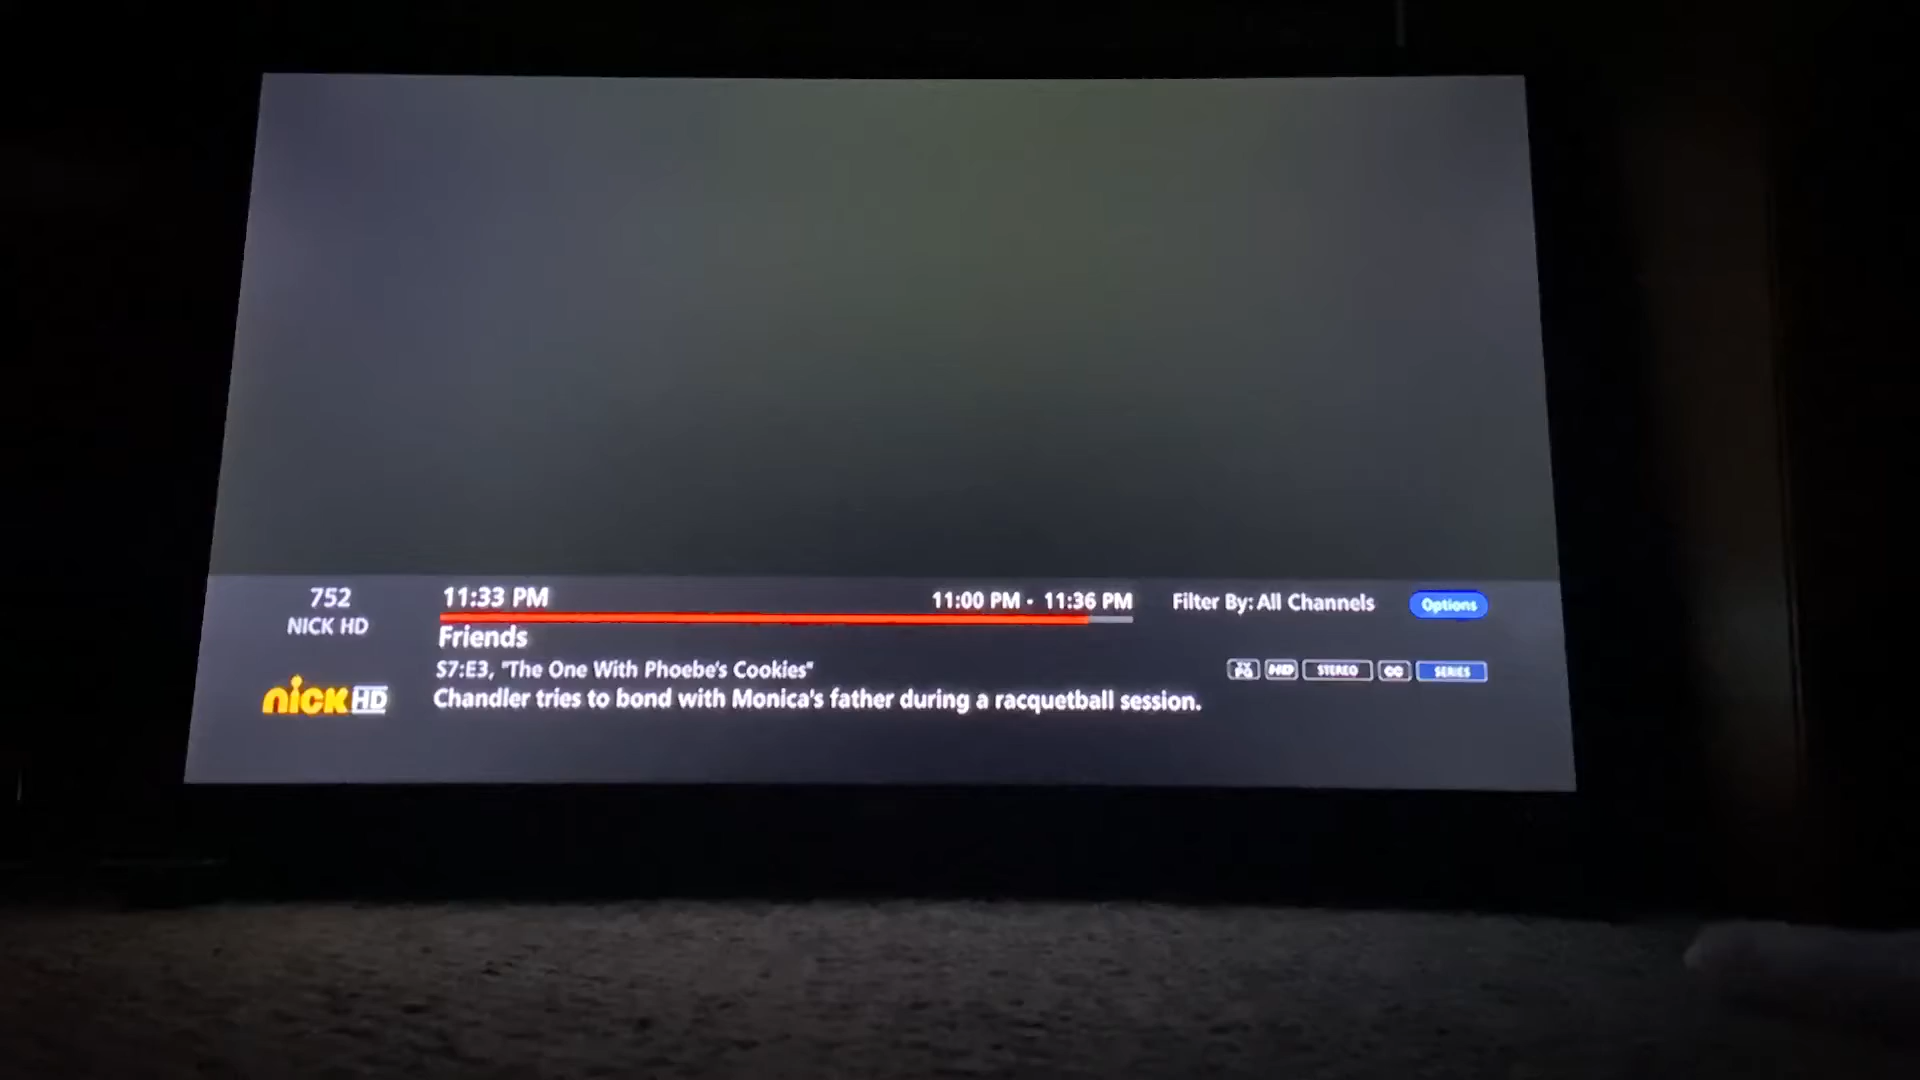 752
NICK HD
nick HD
11:33 PM
11:00 PM - 11:36 PM
Filter By: All Channels
Options
Friends
S7:E3, "The One With Phoebe's Cookies"
Chandler tries to bond with Monica's father during a racquetball session.
TV PG HD STEREO CC SERIES